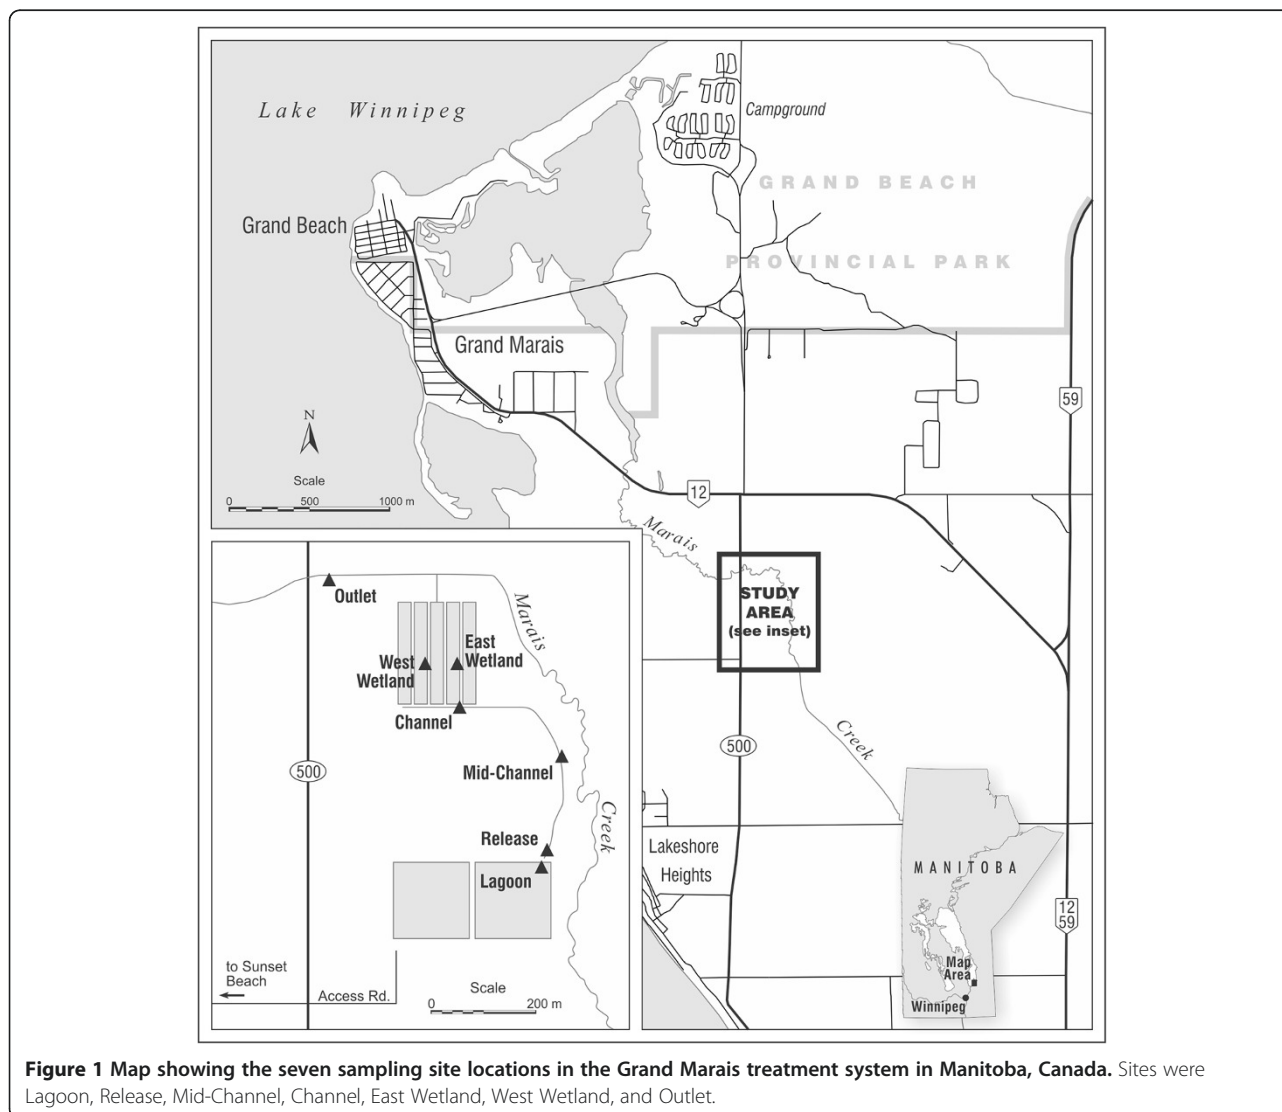 Lake Winnipeg
Campground
GRAND BEACH
PROVINCIAL PARK
Grand Beach
Grand Marais
59
N
Scale
0 500 1000 m
12
Marais
STUDY
AREA
(see inset)
Creek
500
Lakeshore
Heights
MANITOBA
Map
Area
Winnipeg
12
59
Outlet
Marais
East
Wetland
West
Wetland
Channel
500
Mid-Channel
Creek
Release
Lagoon
to Sunset
Beach
Access Rd.
Scale
0 200 m
Figure 1 Map showing the seven sampling site locations in the Grand Marais treatment system in Manitoba, Canada. Sites were
Lagoon, Release, Mid-Channel, Channel, East Wetland, West Wetland, and Outlet.